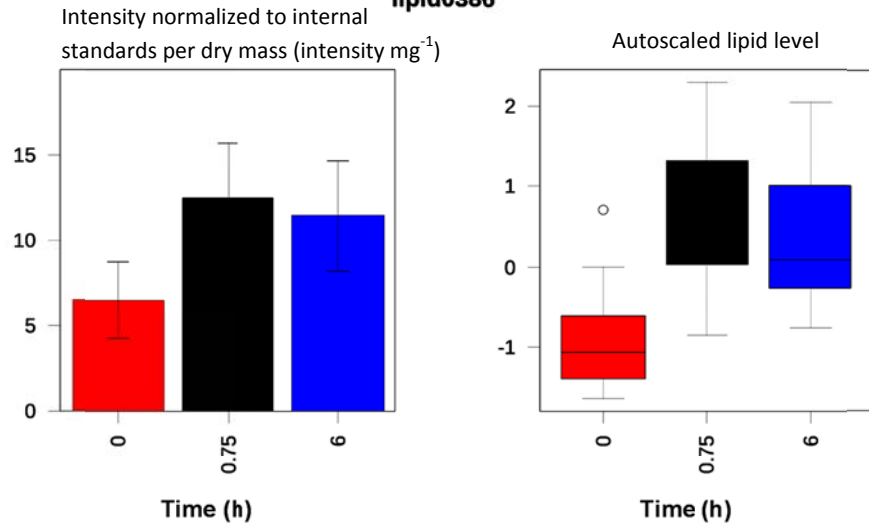 lipid0386
Intensity normalized to internal
standards per dry mass (intensity mg⁻¹)
15
10
5
0
0
0.75
6
Time (h)
Autoscaled lipid level
2
1
0
-1
0
0.75
6
Time (h)